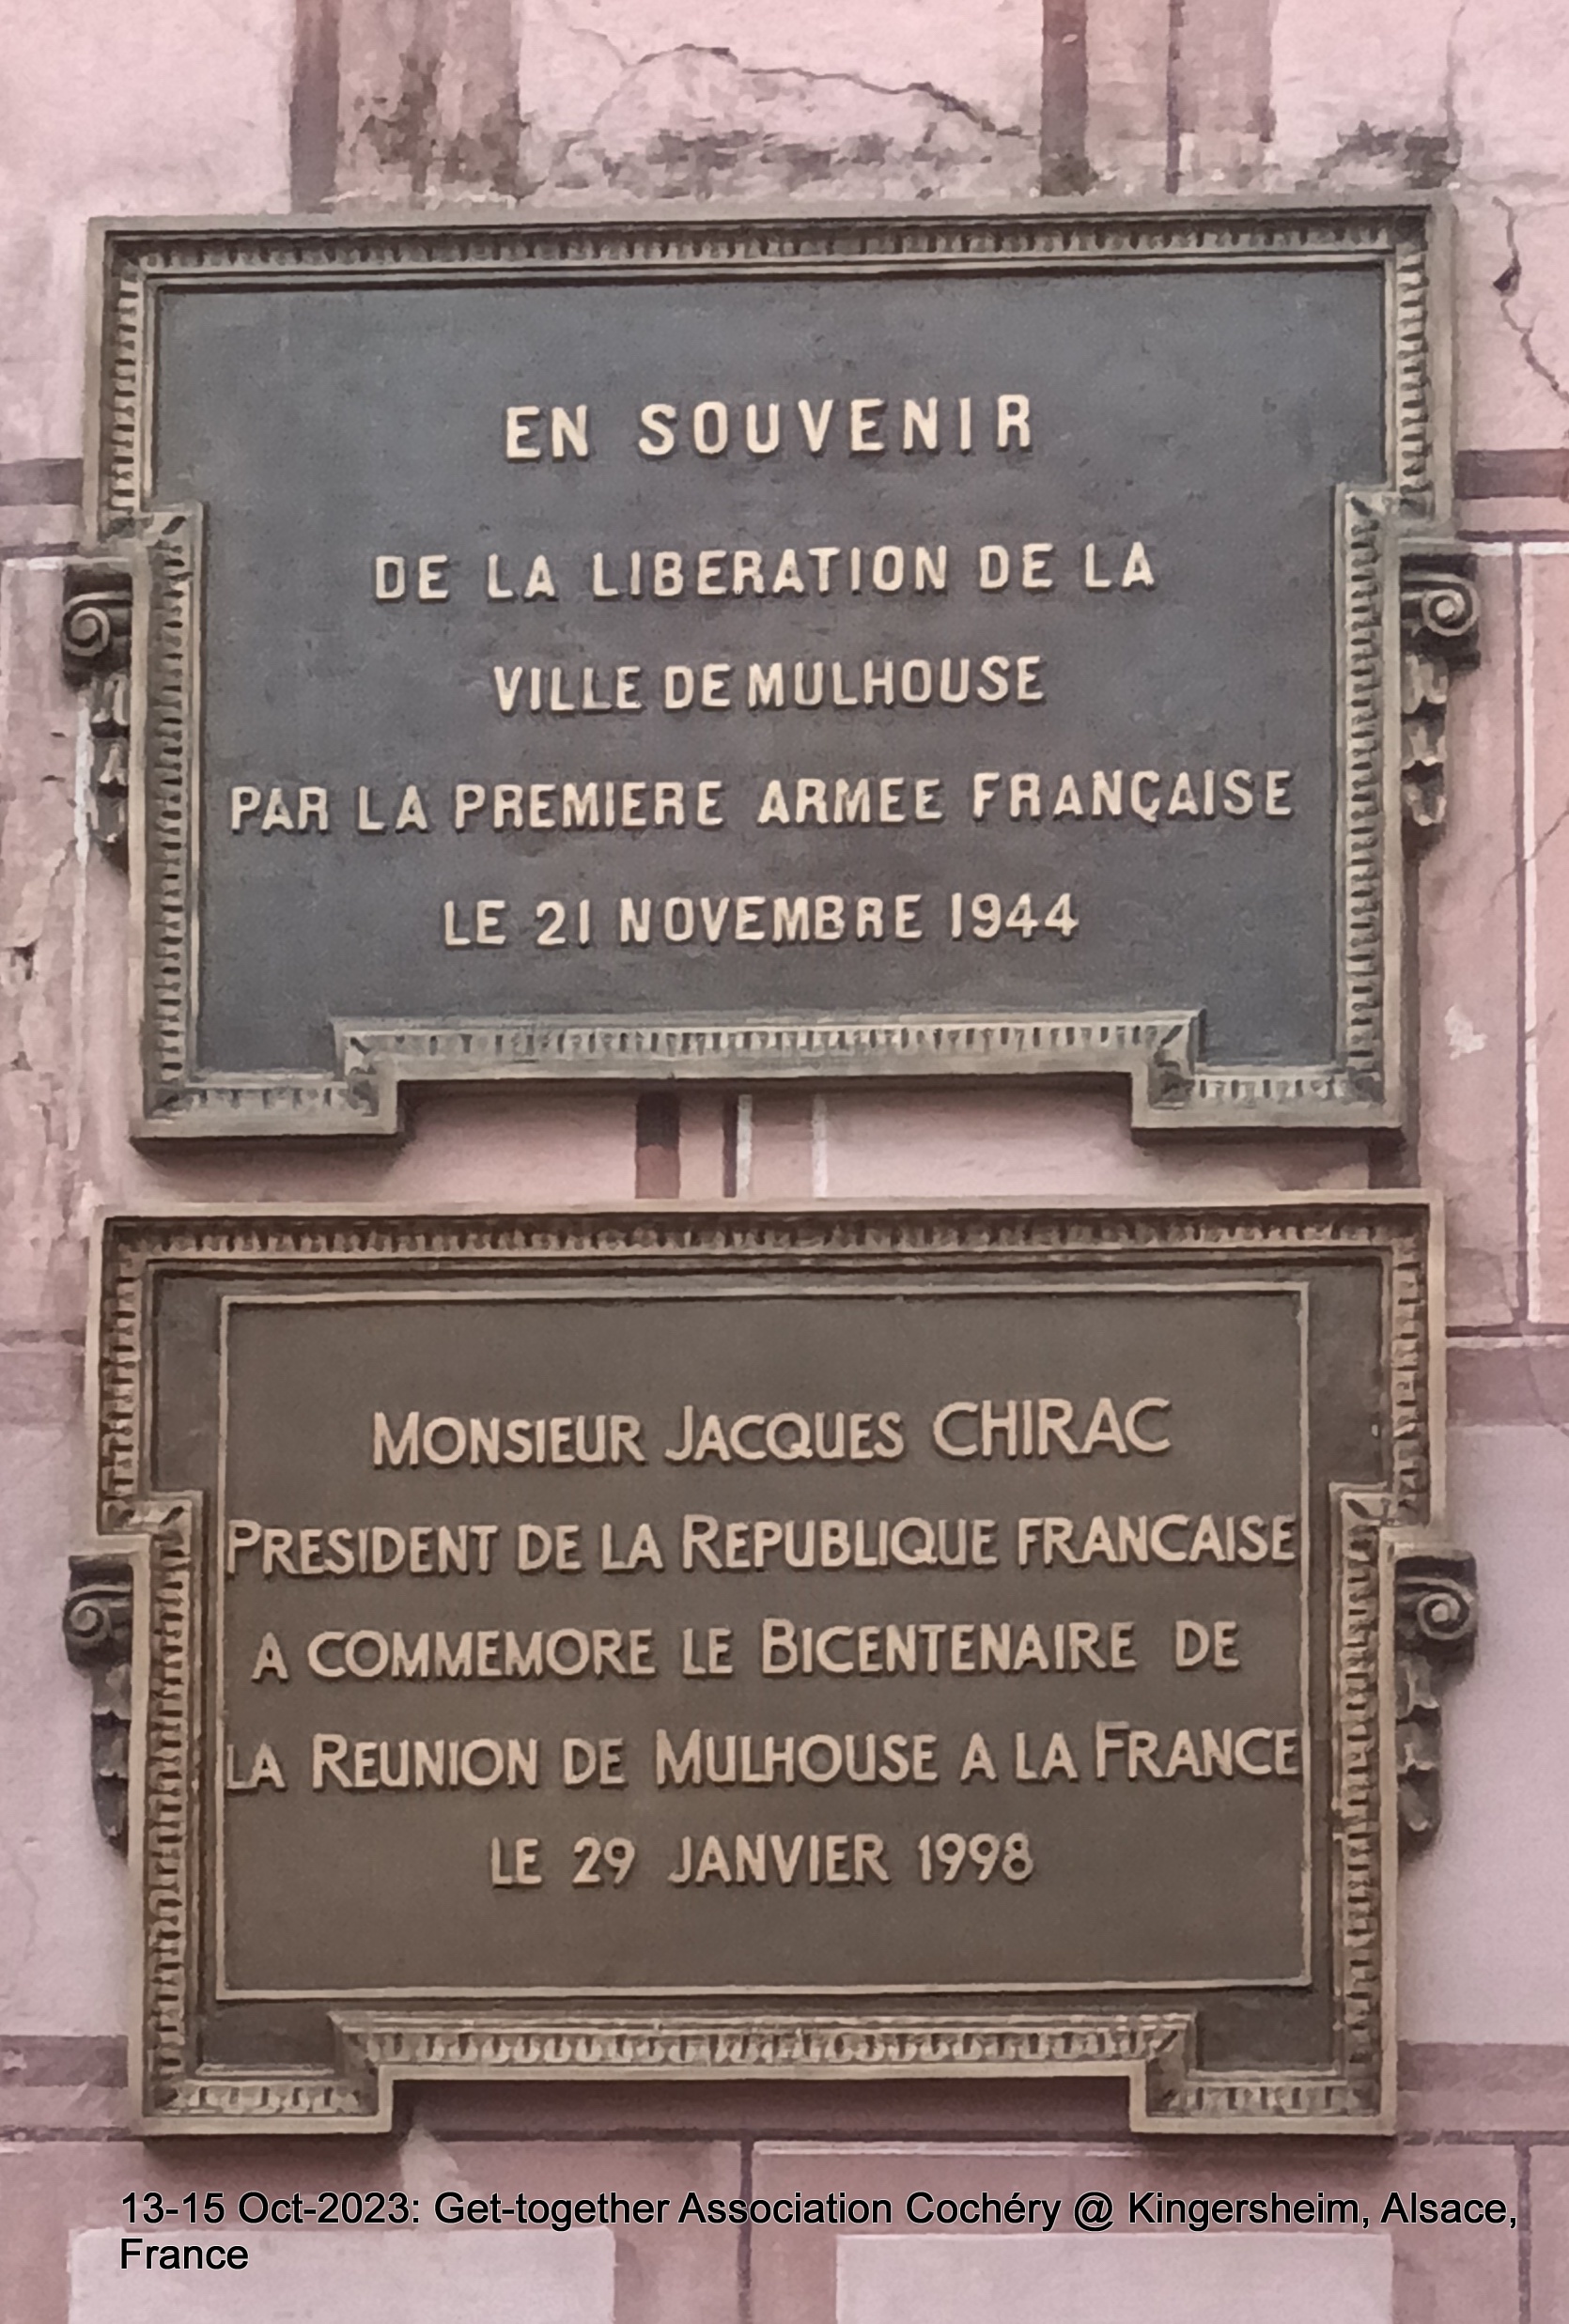 EN SOUVENIR
DE LA LIBERATION DE LA
VILLE DE MULHOUSE
PAR LA PREMIERE ARMEE FRANÇAISE
LE 21 NOVEMBRE 1944
MONSIEUR JACQUES CHIRAC
PRESIDENT DE LA REPUBLIQUE FRANCAISE
A COMMEMORE LE BICENTENAIRE DE
LA REUNION DE MULHOUSE A LA FRANCE
LE 29 JANVIER 1998
13-15 Oct-2023: Get-together Association Cochéry @ Kingersheim, Alsace,
France